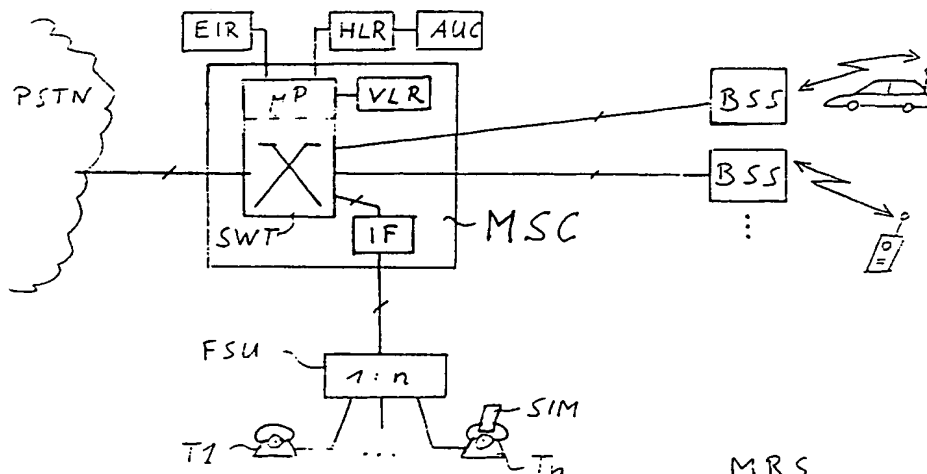 EIR
HLR
AUC
PSTN
μP
VLR
BSS
BSS
SWT
IF
MSC
FSU
1:n
SIM
T1
...
Tn
MRS